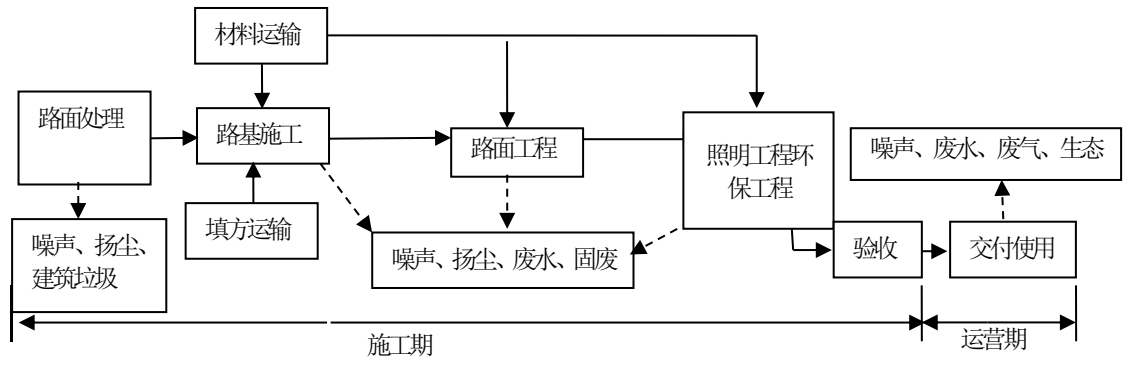 材料运输
路面处理
路基施工
路面工程
照明工程环
保工程
噪声、废水、废气、生态
噪声、扬尘、
建筑垃圾
填方运输
噪声、扬尘、废水、固废
验收
交付使用
施工期
运营期